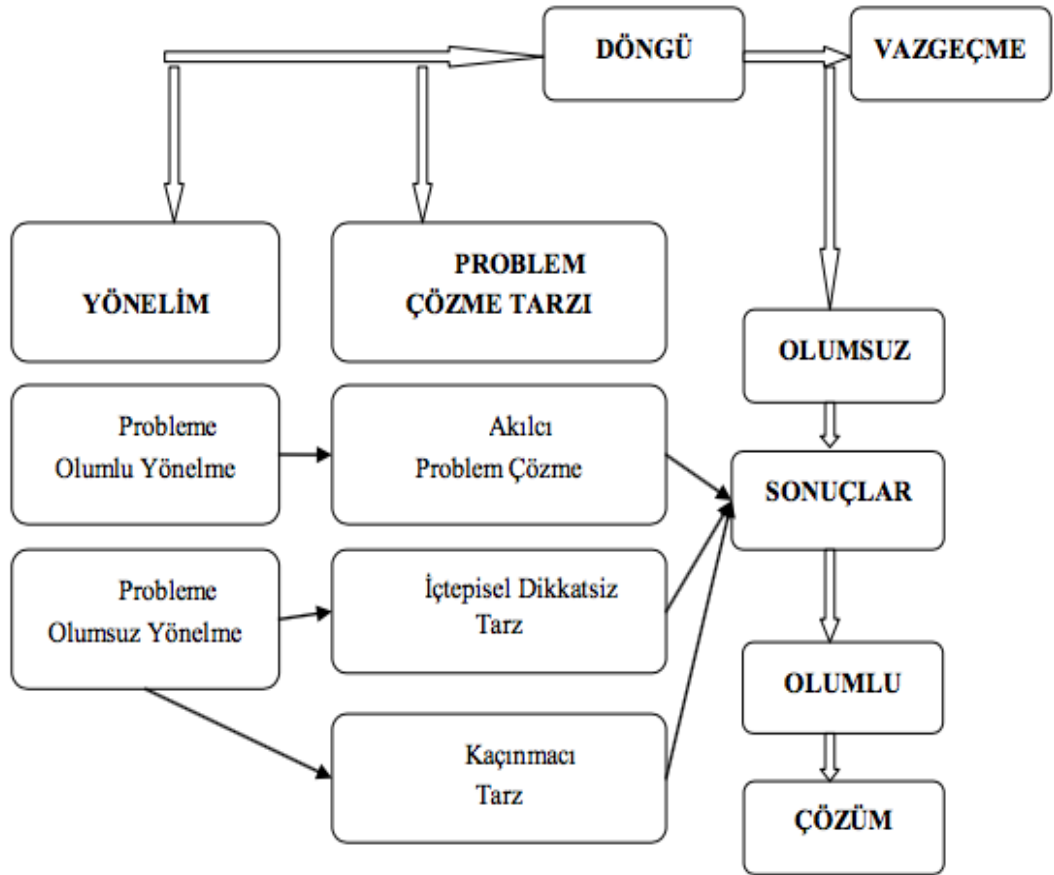 DÖNGÜ
VAZGEÇME
YÖNELİM
PROBLEM
ÇÖZME TARZI
OLUMSUZ
Probleme
Olumlu Yönelme
Akılcı
Problem Çözme
SONUÇLAR
Probleme
Olumsuz Yönelme
İçtepisel Dikkatsiz
Tarz
OLUMLU
Kaçınmacı
Tarz
ÇÖZÜM